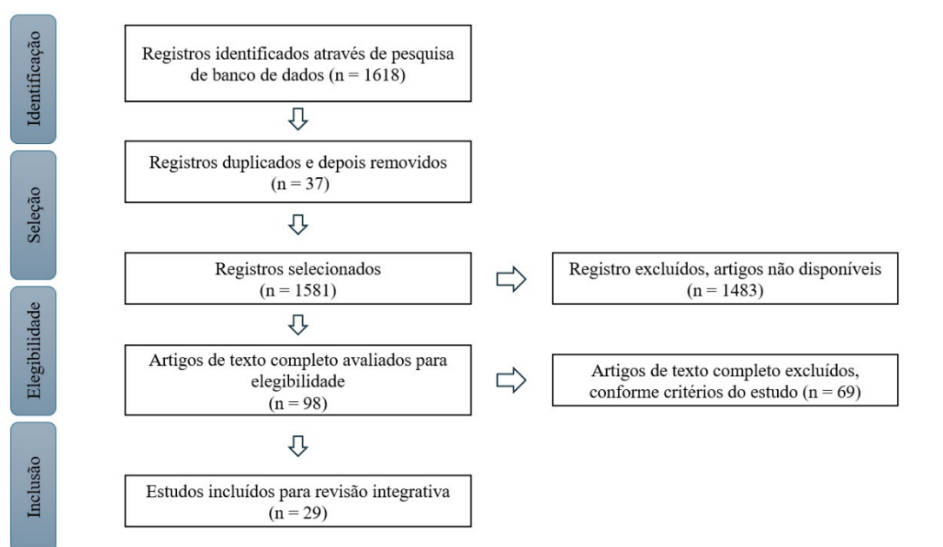 Identificação
Registros identificados através de pesquisa
de banco de dados (n = 1618)
Seleção
Registros duplicados e depois removidos
(n = 37)
Registros selecionados
(n = 1581)
Registro excluídos, artigos não disponíveis
(n = 1483)
Elegibilidade
Artigos de texto completo avaliados para
elegibilidade
(n = 98)
Artigos de texto completo excluídos,
conforme critérios do estudo (n = 69)
Inclusão
Estudos incluídos para revisão integrativa
(n = 29)